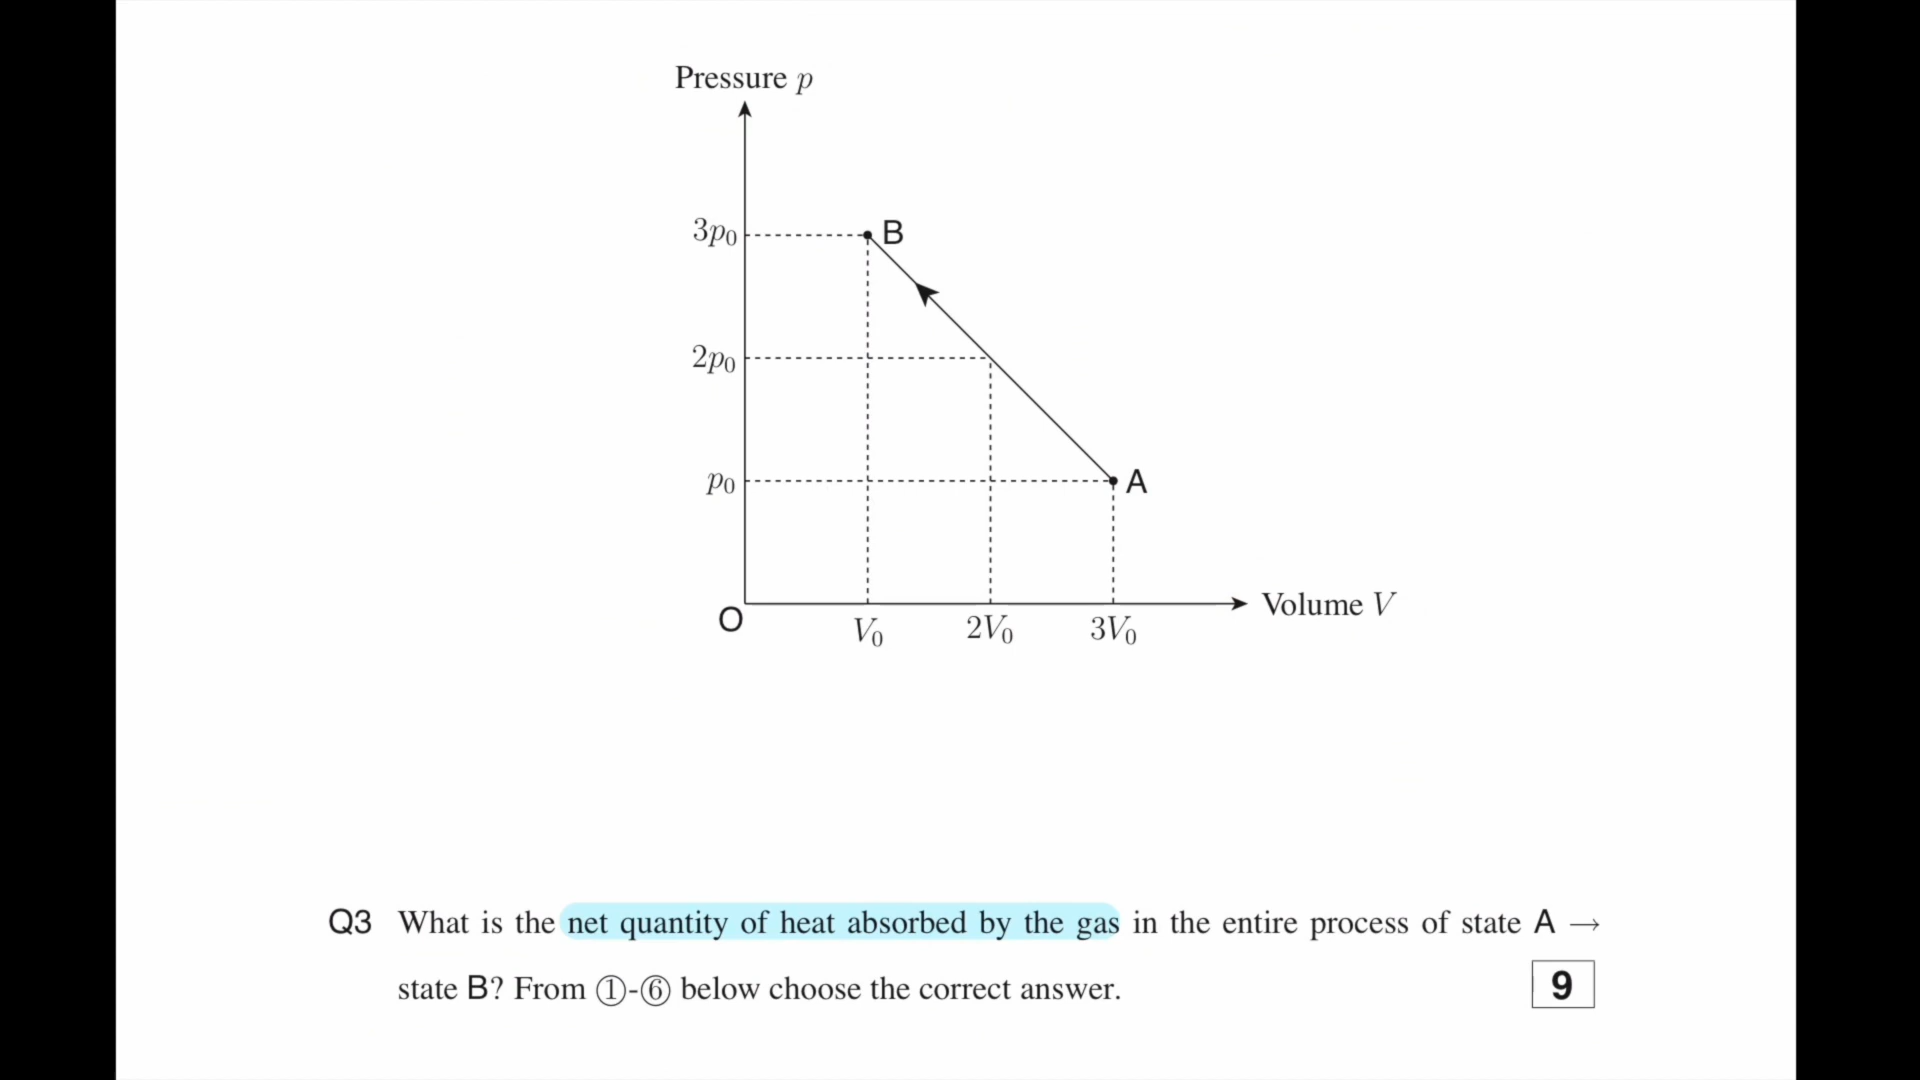 Pressure p
3p₀
B
2p₀
p₀
A
O
V₀
2V₀
3V₀
Volume V
Q3 What is the net quantity of heat absorbed by the gas in the entire process of state A →
state B? From ①-⑥ below choose the correct answer.
9